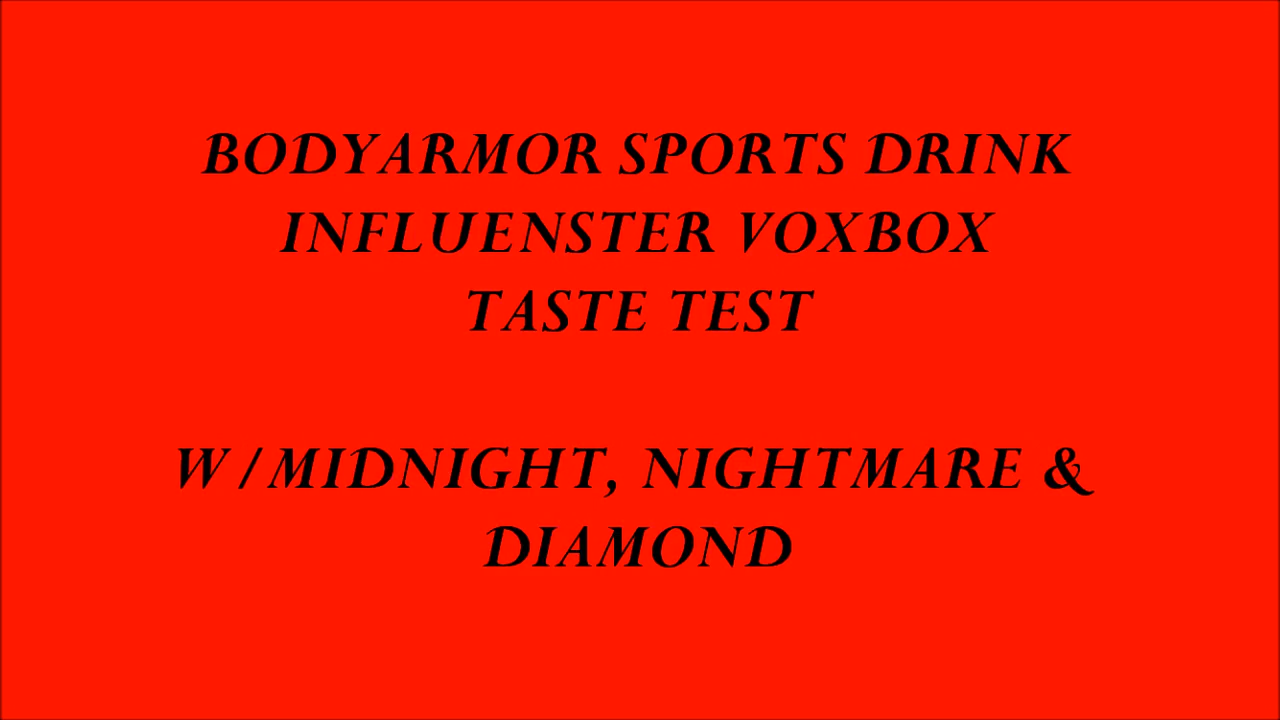 BODYARMOR SPORTS DRINK
INFLUENSTER VOXBOX
TASTE TEST
W/MIDNIGHT, NIGHTMARE &
DIAMOND